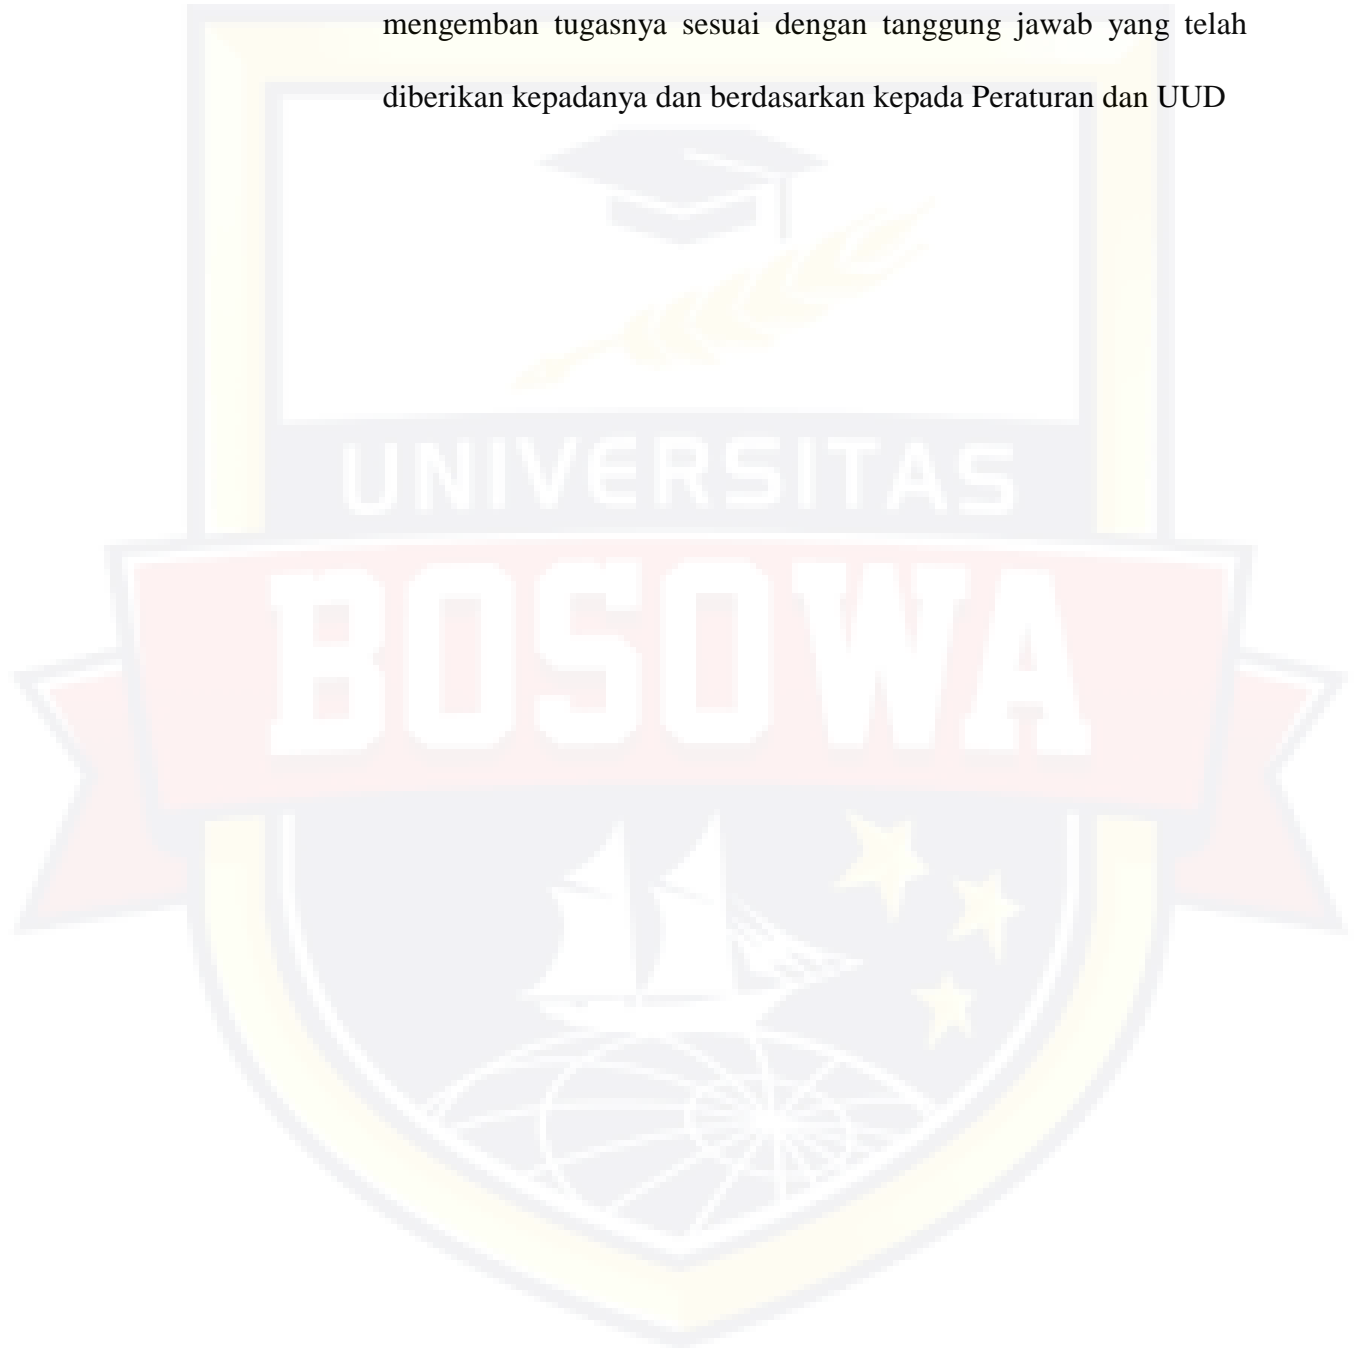 mengemban tugasnya sesuai dengan tanggung jawab yang telah
diberikan kepadanya dan berdasarkan kepada Peraturan dan UUD
UNIVERSITAS
BOSOWA